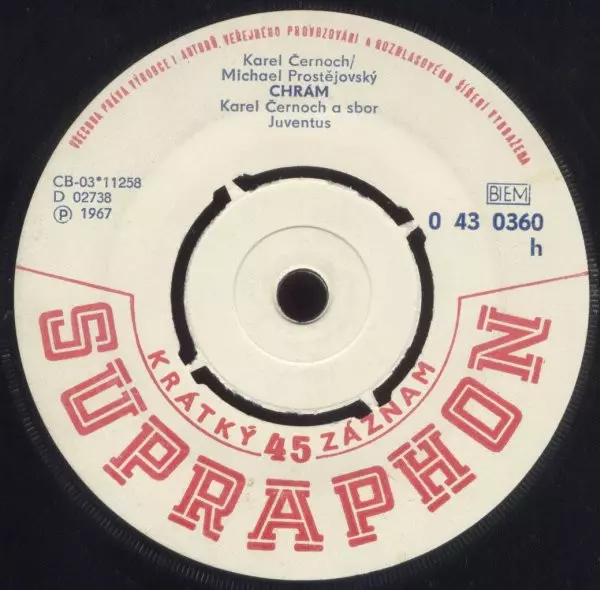 VŠECHNA PRÁVA VÝROBCE I AUTORŮ, VEŘEJNÉHO PROVOZOVÁNÍ A ROZHLASOVÉHO ŠÍŘENÍ VYHRAŽENA
Karel Černoch/
Michael Prostějovský
CHRÁM
Karel Černoch a sbor
Juventus
CB-03*11258
D 02738
Ⓟ 1967
BIEM
0 43 0360
h
KRÁTKÝ 45 ZÁZNAM
SUPRAPHON